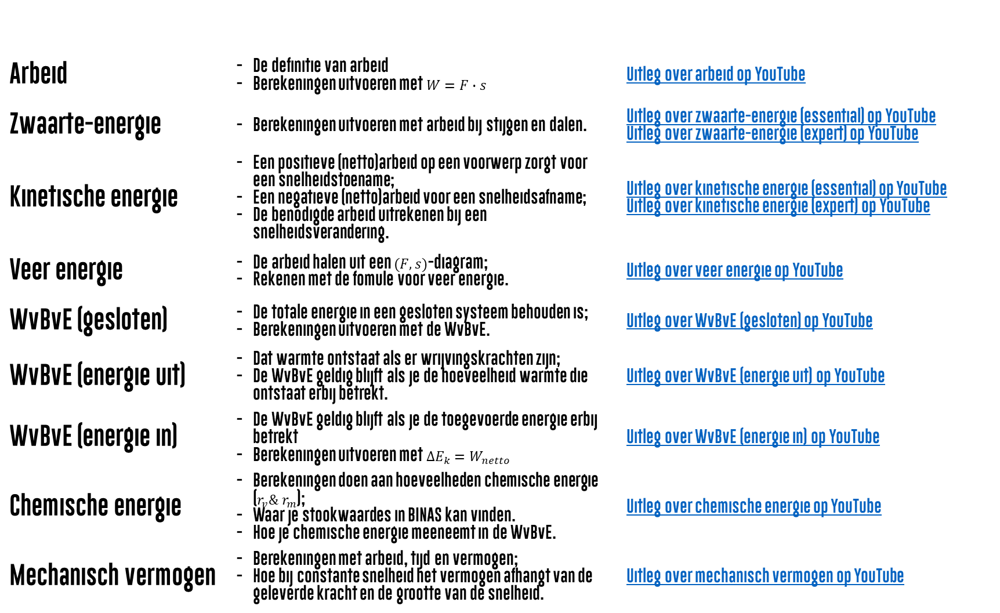 Arbeid
- De definitie van arbeid
- Berekeningen uitvoeren met W = F · s
Uitleg over arbeid op YouTube
Zwaarte-energie
- Berekeningen uitvoeren met arbeid bij stijgen en dalen.
Uitleg over zwaarte-energie (essential) op YouTube
Uitleg over zwaarte-energie (expert) op YouTube
Kinetische energie
- Een positieve (netto)arbeid op een voorwerp zorgt voor
een snelheidstoename;
- Een negatieve (netto)arbeid voor een snelheidsafname;
- De benodigde arbeid uitrekenen bij een
snelheidsverandering.
Uitleg over kinetische energie (essential) op YouTube
Uitleg over kinetische energie (expert) op YouTube
Veer energie
- De arbeid halen uit een (F, s)-diagram;
- Rekenen met de fomule voor veer energie.
Uitleg over veer energie op YouTube
WvBvE (gesloten)
- De totale energie in een gesloten systeem behouden is;
- Berekeningen uitvoeren met de WvBvE.
Uitleg over WvBvE (gesloten) op YouTube
WvBvE (energie uit)
- Dat warmte ontstaat als er wrijvingskrachten zijn;
- De WvBvE geldig blijft als je de hoeveelheid warmte die
ontstaat erbij betrekt.
Uitleg over WvBvE (energie uit) op YouTube
WvBvE (energie in)
- De WvBvE geldig blijft als je de toegevoerde energie erbij
betrekt
- Berekeningen uitvoeren met ΔE_k = W_netto
Uitleg over WvBvE (energie in) op YouTube
Chemische energie
- Berekeningen doen aan hoeveelheden chemische energie
(r_v & r_m);
- Waar je stookwaardes in BINAS kan vinden.
- Hoe je chemische energie meeneemt in de WvBvE.
Uitleg over chemische energie op YouTube
Mechanisch vermogen
- Berekeningen met arbeid, tijd en vermogen;
- Hoe bij constante snelheid het vermogen afhangt van de
geleverde kracht en de grootte van de snelheid.
Uitleg over mechanisch vermogen op YouTube